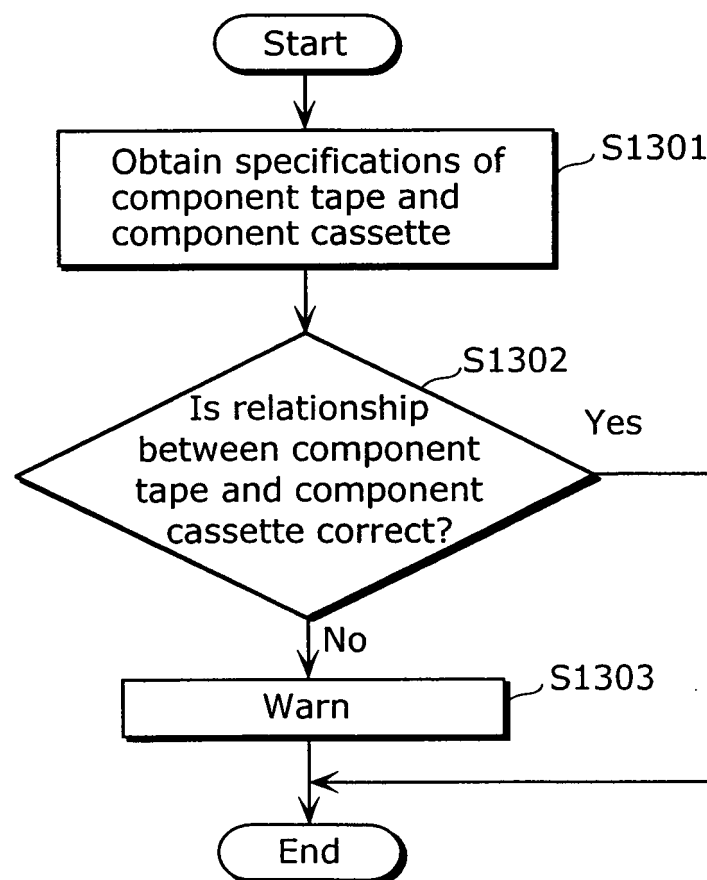 Start
Obtain specifications of
component tape and
component cassette
S1301
S1302
Is relationship
between component
tape and component
cassette correct?
Yes
No
Warn
S1303
End